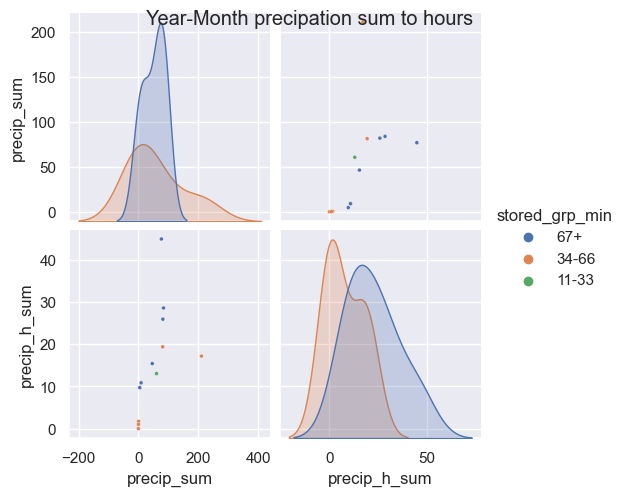 Year-Month precipation sum to hours
200
150
100
50
0
precip_sum
stored_grp_min
67+
34-66
11-33
40
30
20
10
0
precip_h_sum
−200 0 200 400
0 50
precip_sum
precip_h_sum